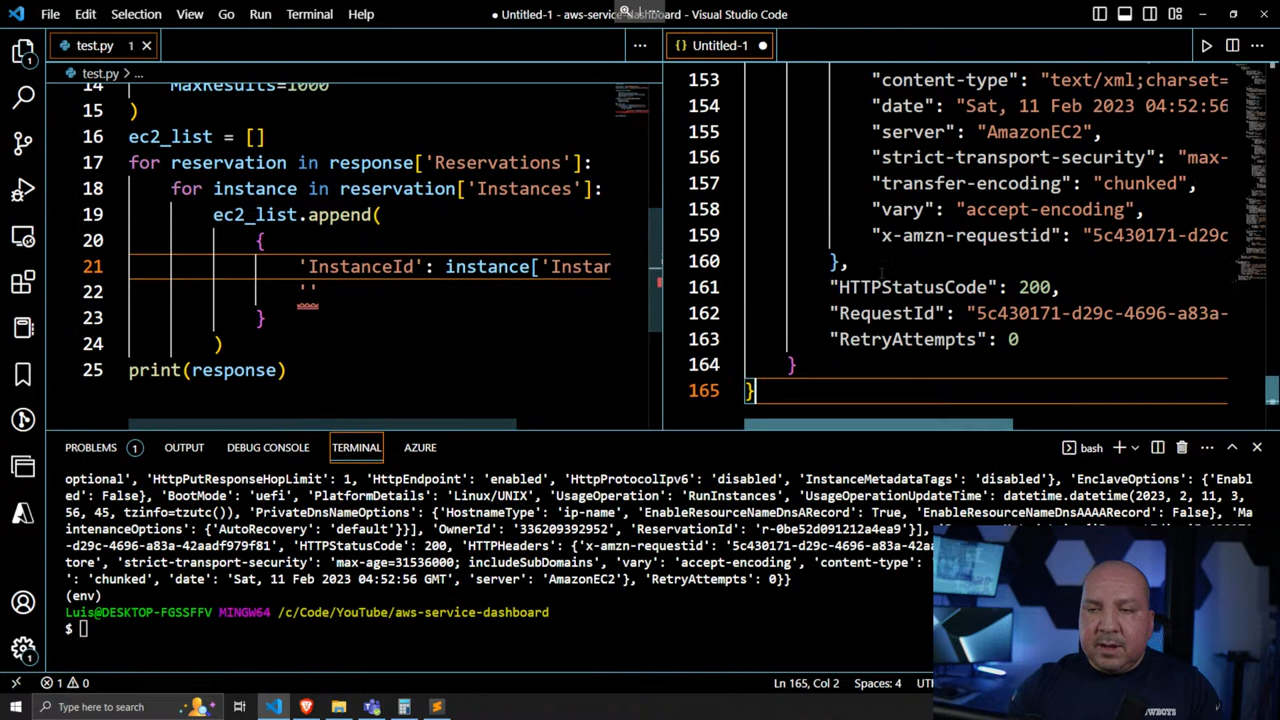 File Edit Selection View Go Run Terminal Help
● Untitled-1 - aws-service-dashboard - Visual Studio Code
test.py 1
Untitled-1
test.py > ...
14 MaxResults=1000
15 )
16 ec2_list = []
17 for reservation in response['Reservations']:
18 for instance in reservation['Instances']:
19 ec2_list.append(
20 {
21 'InstanceId': instance['Instan
22 ''
23 }
24 )
25 print(response)
153 "content-type": "text/xml;charset=
154 "date": "Sat, 11 Feb 2023 04:52:56
155 "server": "AmazonEC2",
156 "strict-transport-security": "max-
157 "transfer-encoding": "chunked",
158 "vary": "accept-encoding",
159 "x-amzn-requestid": "5c430171-d29c
160 },
161 "HTTPStatusCode": 200,
162 "RequestId": "5c430171-d29c-4696-a83a-
163 "RetryAttempts": 0
164 }
165 }
PROBLEMS 1 OUTPUT DEBUG CONSOLE TERMINAL AZURE
bash
optional', 'HttpPutResponseHopLimit': 1, 'HttpEndpoint': 'enabled', 'HttpProtocolIpv6': 'disabled', 'InstanceMetadataTags': 'disabled'}, 'EnclaveOptions': {'Enabl
ed': False}, 'BootMode': 'uefi', 'PlatformDetails': 'Linux/UNIX', 'UsageOperation': 'RunInstances', 'UsageOperationUpdateTime': datetime.datetime(2023, 2, 11, 3,
56, 45, tzinfo=tzutc()), 'PrivateDnsNameOptions': {'HostnameType': 'ip-name', 'EnableResourceNameDnsARecord': True, 'EnableResourceNameDnsAAAARecord': False}, 'Ma
intenanceOptions': {'AutoRecovery': 'default'}}], 'OwnerId': '336209392952', 'ReservationId': 'r-0be52d091212a4ea9'}],
-d29c-4696-a83a-42aadf979f81', 'HTTPStatusCode': 200, 'HTTPHeaders': {'x-amzn-requestid': '5c430171-d29c-4696-a83a-42a
tore', 'strict-transport-security': 'max-age=31536000; includeSubDomains', 'vary': 'accept-encoding', 'content-type':
': 'chunked', 'date': 'Sat, 11 Feb 2023 04:52:56 GMT', 'server': 'AmazonEC2'}, 'RetryAttempts': 0}}
(env)
Luis@DESKTOP-FGSSFFV MINGW64 /c/Code/YouTube/aws-service-dashboard
$
1 0
Ln 165, Col 2 Spaces: 4 UT
Type here to search